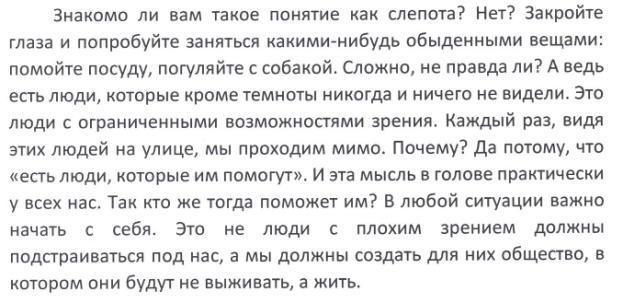 Знакомо ли вам такое понятие как слепота? Нет? Закройте
глаза и попробуйте заняться какими-нибудь обыденными вещами:
помойте посуду, погуляйте с собакой. Сложно, не правда ли? А ведь
есть люди, которые кроме темноты никогда и ничего не видели. Это
люди с ограниченными возможностями зрения. Каждый раз, видя
этих людей на улице, мы проходим мимо. Почему? Да потому, что
«есть люди, которые им помогут». И эта мысль в голове практически
у всех нас. Так кто же тогда поможет им? В любой ситуации важно
начать с себя. Это не люди с плохим зрением должны
подстраиваться под нас, а мы должны создать для них общество, в
котором они будут не выживать, а жить.